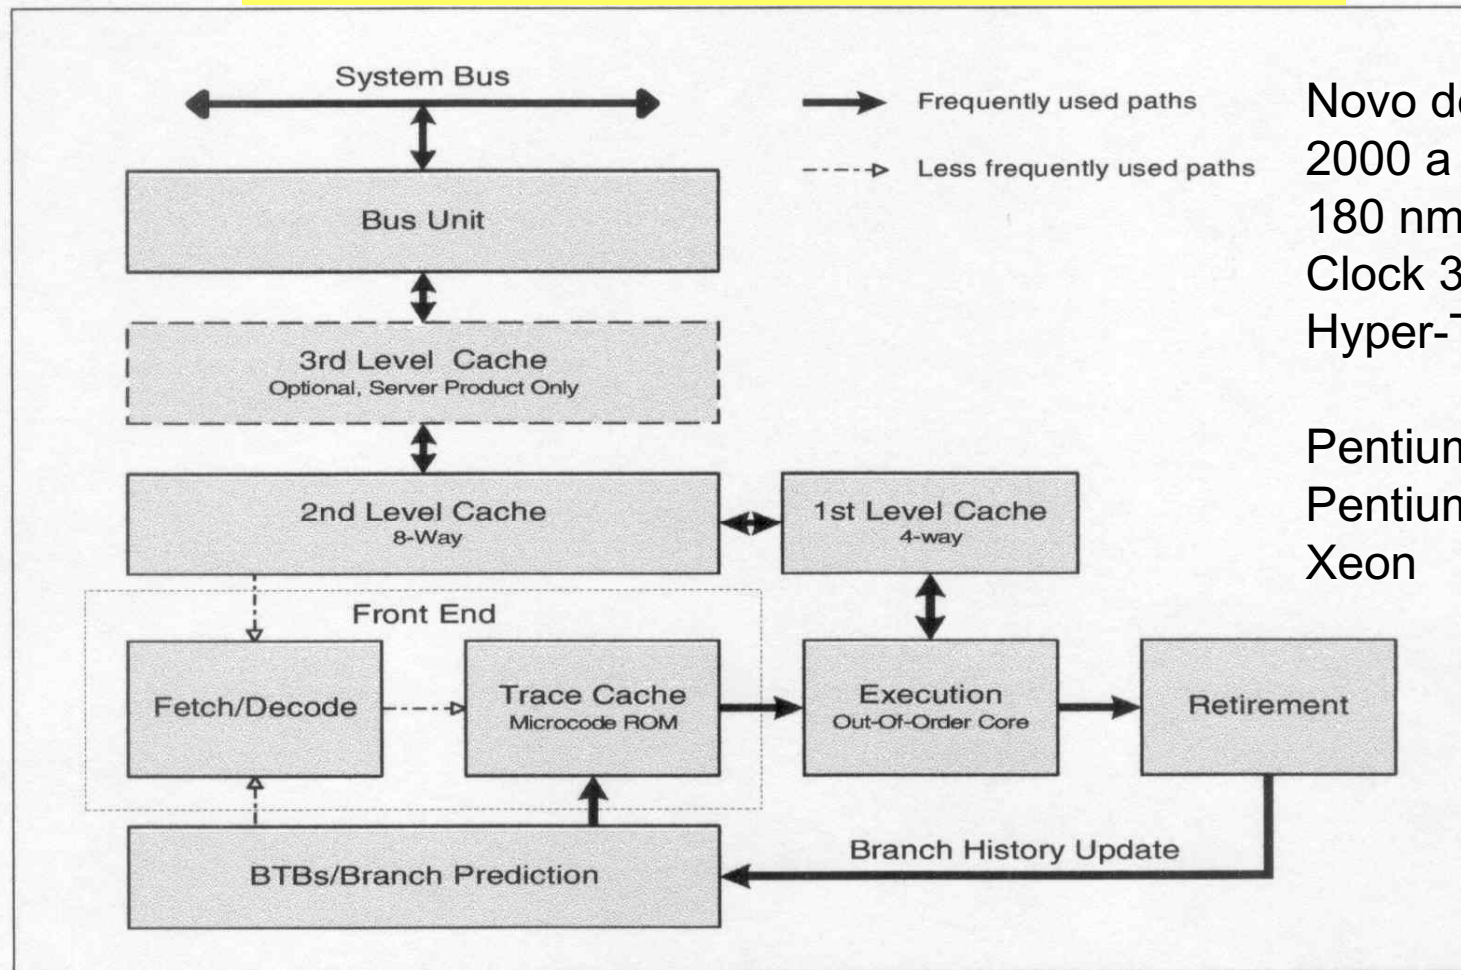 System Bus
Frequently used paths
Less frequently used paths
Bus Unit
3rd Level Cache
Optional, Server Product Only
2nd Level Cache
8-Way
1st Level Cache
4-way
Front End
Fetch/Decode
Trace Cache
Microcode ROM
Execution
Out-Of-Order Core
Retirement
BTBs/Branch Prediction
Branch History Update
Novo
2000 a
180 nm
Clock
Xeon